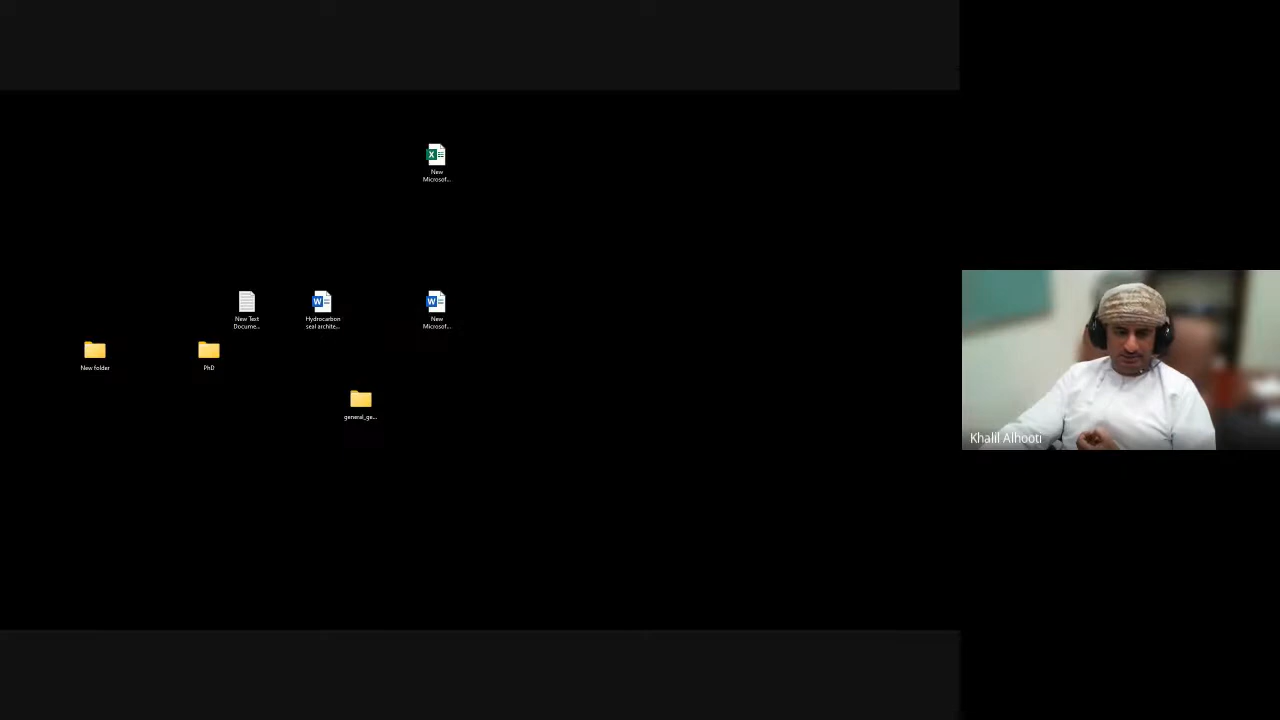 New
Microsof...
New Text
Docume...
Hydrocarbon
seal archite...
New
Microsof...
New folder
PhD
general_ge...
Khalil Alhooti